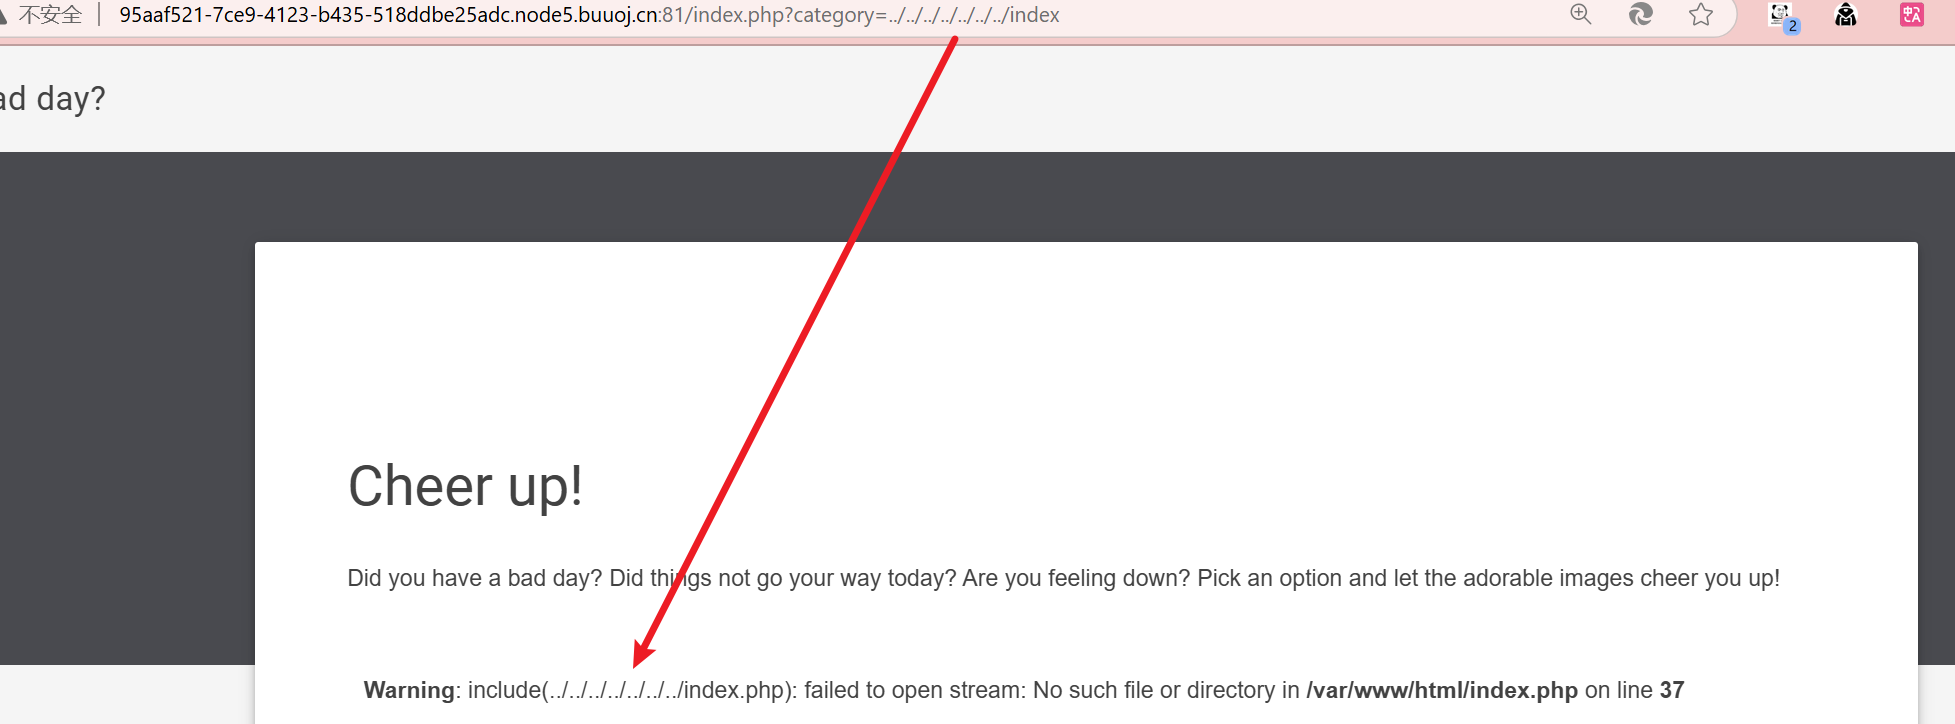 不安全 95aaf521-7ce9-4123-b435-518ddbe25adc.node5.buuoj.cn:81/index.php?category=../../../../../../../index
2
中A
ad day?
Cheer up!
Did you have a bad day? Did things not go your way today? Are you feeling down? Pick an option and let the adorable images cheer you up!
Warning: include(../../../../../../../index.php): failed to open stream: No such file or directory in /var/www/html/index.php on line 37